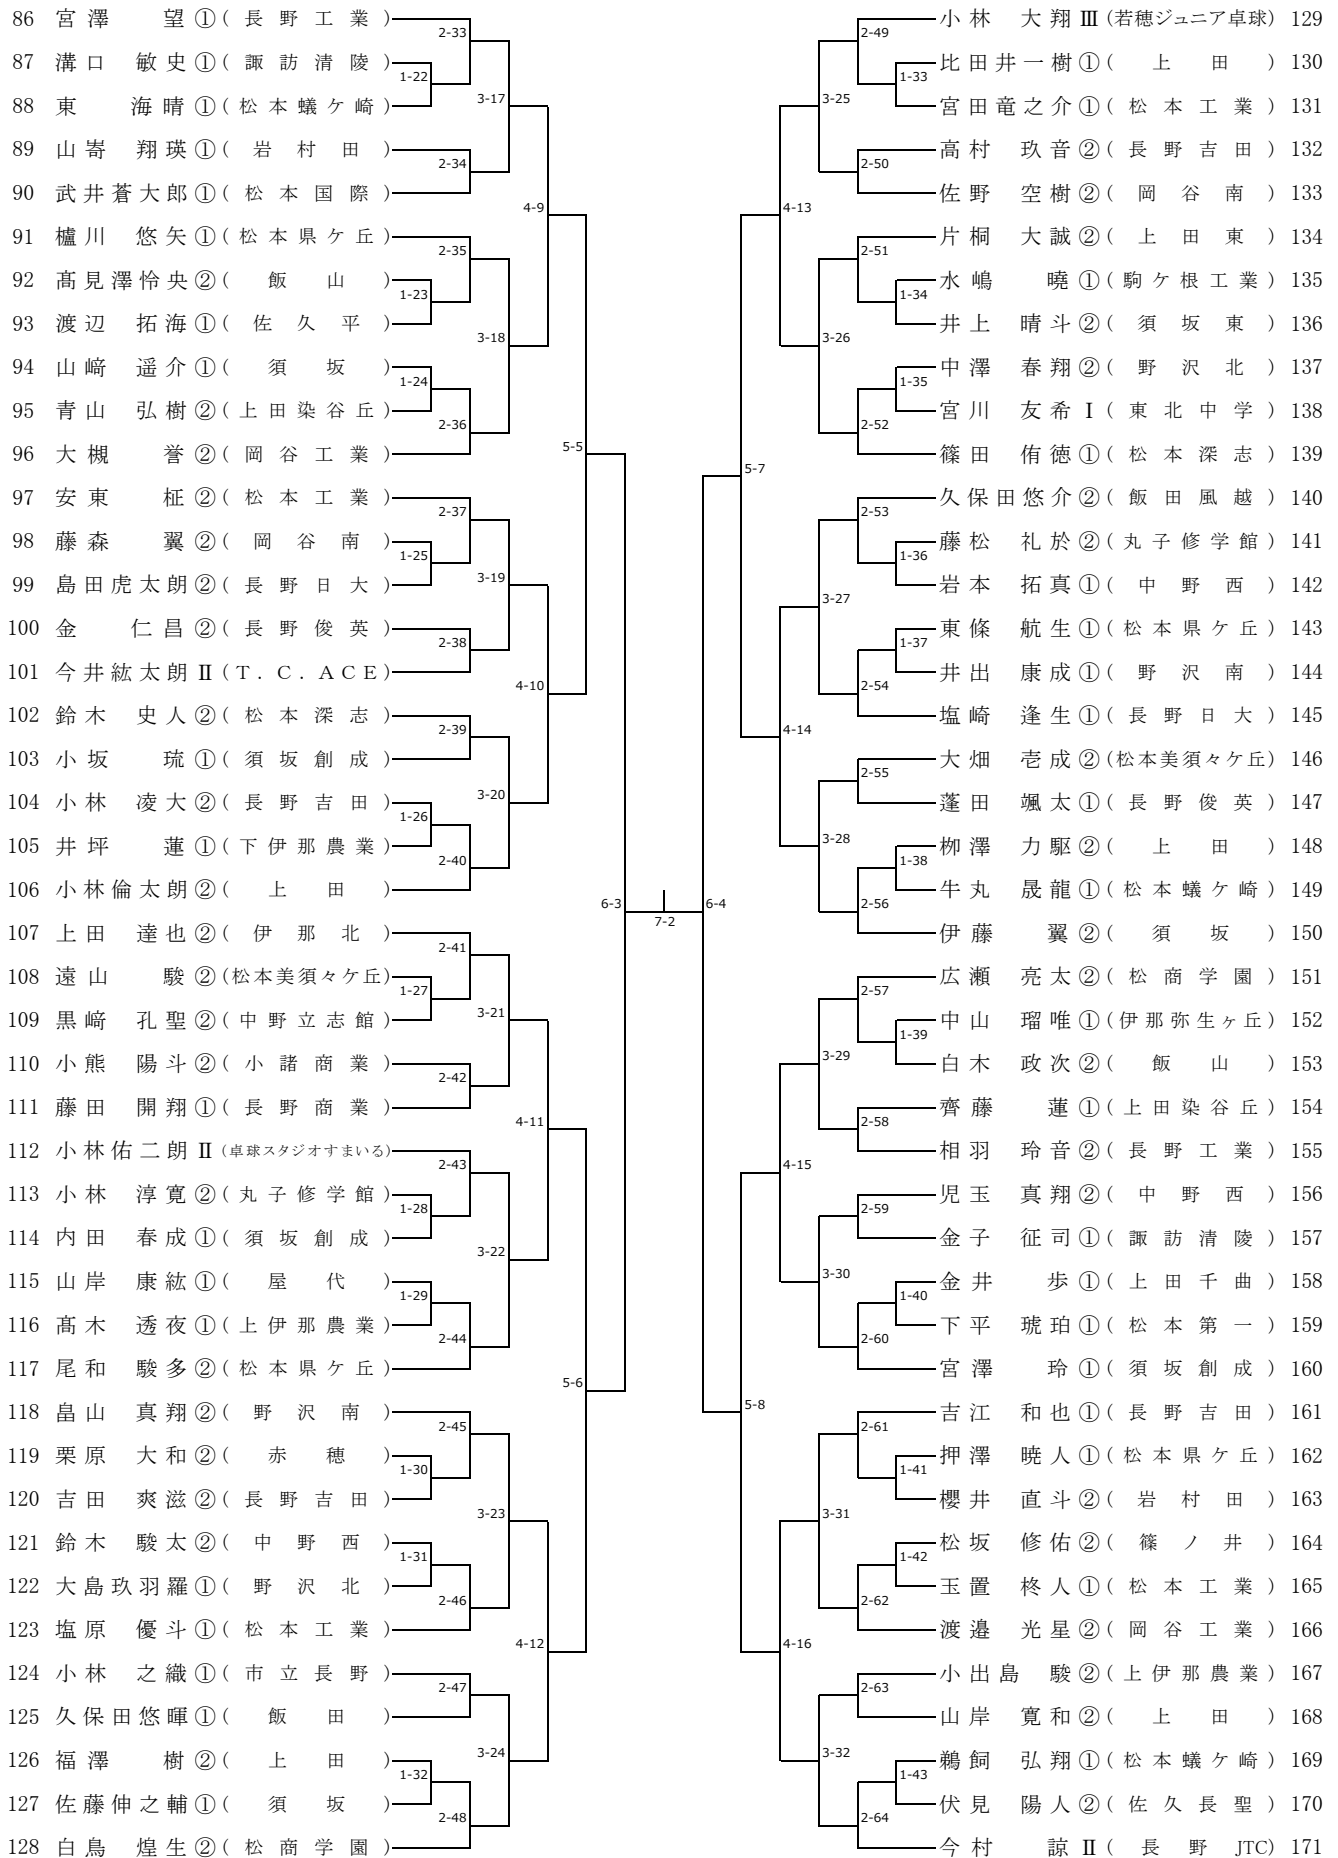 86 宮澤 望①(長野工業)
2-33
87 溝口 敏史①(諏訪清陵)
1-22
88 東 海晴①(松本蟻ケ崎)
3-17
89 山嵜 翔瑛①(岩村田)
2-34
90 武井蒼大郎①(松本国際)
4-9
91 櫨川 悠矢①(松本県ケ丘)
2-35
92 髙見澤怜央②(飯山)
1-23
93 渡辺 拓海①(佐久平)
3-18
94 山﨑 遥介①(須坂)
1-24
95 青山 弘樹②(上田染谷丘)
2-36
96 大槻 誉②(岡谷工業)
5-5
97 安東 柾②(松本工業)
2-37
98 藤森 翼②(岡谷南)
1-25
99 島田虎太朗②(長野日大)
3-19
100 金 仁昌②(長野俊英)
2-38
101 今井紘太朗Ⅱ(T.C.ACE)
4-10
102 鈴木 史人②(松本深志)
2-39
103 小坂 琉①(須坂創成)
3-20
104 小林 凌大②(長野吉田)
1-26
105 井坪 蓮①(下伊那農業)
2-40
106 小林倫太朗②(上田)
6-3
107 上田 達也②(伊那北)
2-41
108 遠山 駿②(松本美須々ケ丘)
1-27
109 黒﨑 孔聖②(中野立志館)
3-21
110 小熊 陽斗②(小諸商業)
2-42
111 藤田 開翔①(長野商業)
4-11
112 小林佑二朗Ⅱ(卓球スタジオすまいる)
2-43
113 小林 淳寛②(丸子修学館)
1-28
114 内田 春成①(須坂創成)
3-22
115 山岸 康紘①(屋代)
1-29
116 髙木 透夜①(上伊那農業)
2-44
117 尾和 駿多②(松本県ケ丘)
5-6
118 畠山 真翔②(野沢南)
2-45
119 栗原 大和②(赤穂)
1-30
120 吉田 爽滋②(長野吉田)
3-23
121 鈴木 駿太②(中野西)
1-31
122 大島玖羽羅①(野沢北)
2-46
123 塩原 優斗①(松本工業)
4-12
124 小林 之織①(市立長野)
2-47
125 久保田悠暉①(飯田)
3-24
126 福澤 樹②(上田)
1-32
127 佐藤伸之輔①(須坂)
2-48
128 白鳥 煌生②(松商学園)
7-2
小林 大翔Ⅲ(若穂ジュニア卓球) 129
2-49
比田井一樹①(上田) 130
1-33
宮田竜之介①(松本工業) 131
3-25
高村 玖音②(長野吉田) 132
2-50
佐野 空樹②(岡谷南) 133
4-13
片桐 大誠②(上田東) 134
2-51
水嶋 曉①(駒ケ根工業) 135
1-34
井上 晴斗②(須坂東) 136
3-26
中澤 春翔②(野沢北) 137
1-35
宮川 友希Ⅰ(東北中学) 138
2-52
篠田 侑徳①(松本深志) 139
5-7
久保田悠介②(飯田風越) 140
2-53
藤松 礼於②(丸子修学館) 141
1-36
岩本 拓真①(中野西) 142
3-27
東條 航生①(松本県ケ丘) 143
1-37
井出 康成①(野沢南) 144
2-54
塩崎 逢生①(長野日大) 145
4-14
大畑 壱成②(松本美須々ケ丘) 146
2-55
蓬田 颯太①(長野俊英) 147
3-28
栁澤 力駆②(上田) 148
1-38
牛丸 晟龍①(松本蟻ケ崎) 149
2-56
伊藤 翼②(須坂) 150
6-4
広瀬 亮太②(松商学園) 151
2-57
中山 瑠唯①(伊那弥生ヶ丘) 152
1-39
白木 政次②(飯山) 153
3-29
齊藤 蓮①(上田染谷丘) 154
2-58
相羽 玲音②(長野工業) 155
4-15
児玉 真翔②(中野西) 156
2-59
金子 征司①(諏訪清陵) 157
3-30
金井 歩①(上田千曲) 158
1-40
下平 琥珀①(松本第一) 159
2-60
宮澤 玲①(須坂創成) 160
5-8
吉江 和也①(長野吉田) 161
2-61
押澤 暁人①(松本県ケ丘) 162
1-41
櫻井 直斗②(岩村田) 163
3-31
松坂 修佑②(篠ノ井) 164
1-42
玉置 柊人①(松本工業) 165
2-62
渡邉 光星②(岡谷工業) 166
4-16
小出島 駿②(上伊那農業) 167
2-63
山岸 寛和②(上田) 168
3-32
鵜飼 弘翔①(松本蟻ケ崎) 169
1-43
伏見 陽人②(佐久長聖) 170
2-64
今村 諒Ⅱ(長野JTC) 171